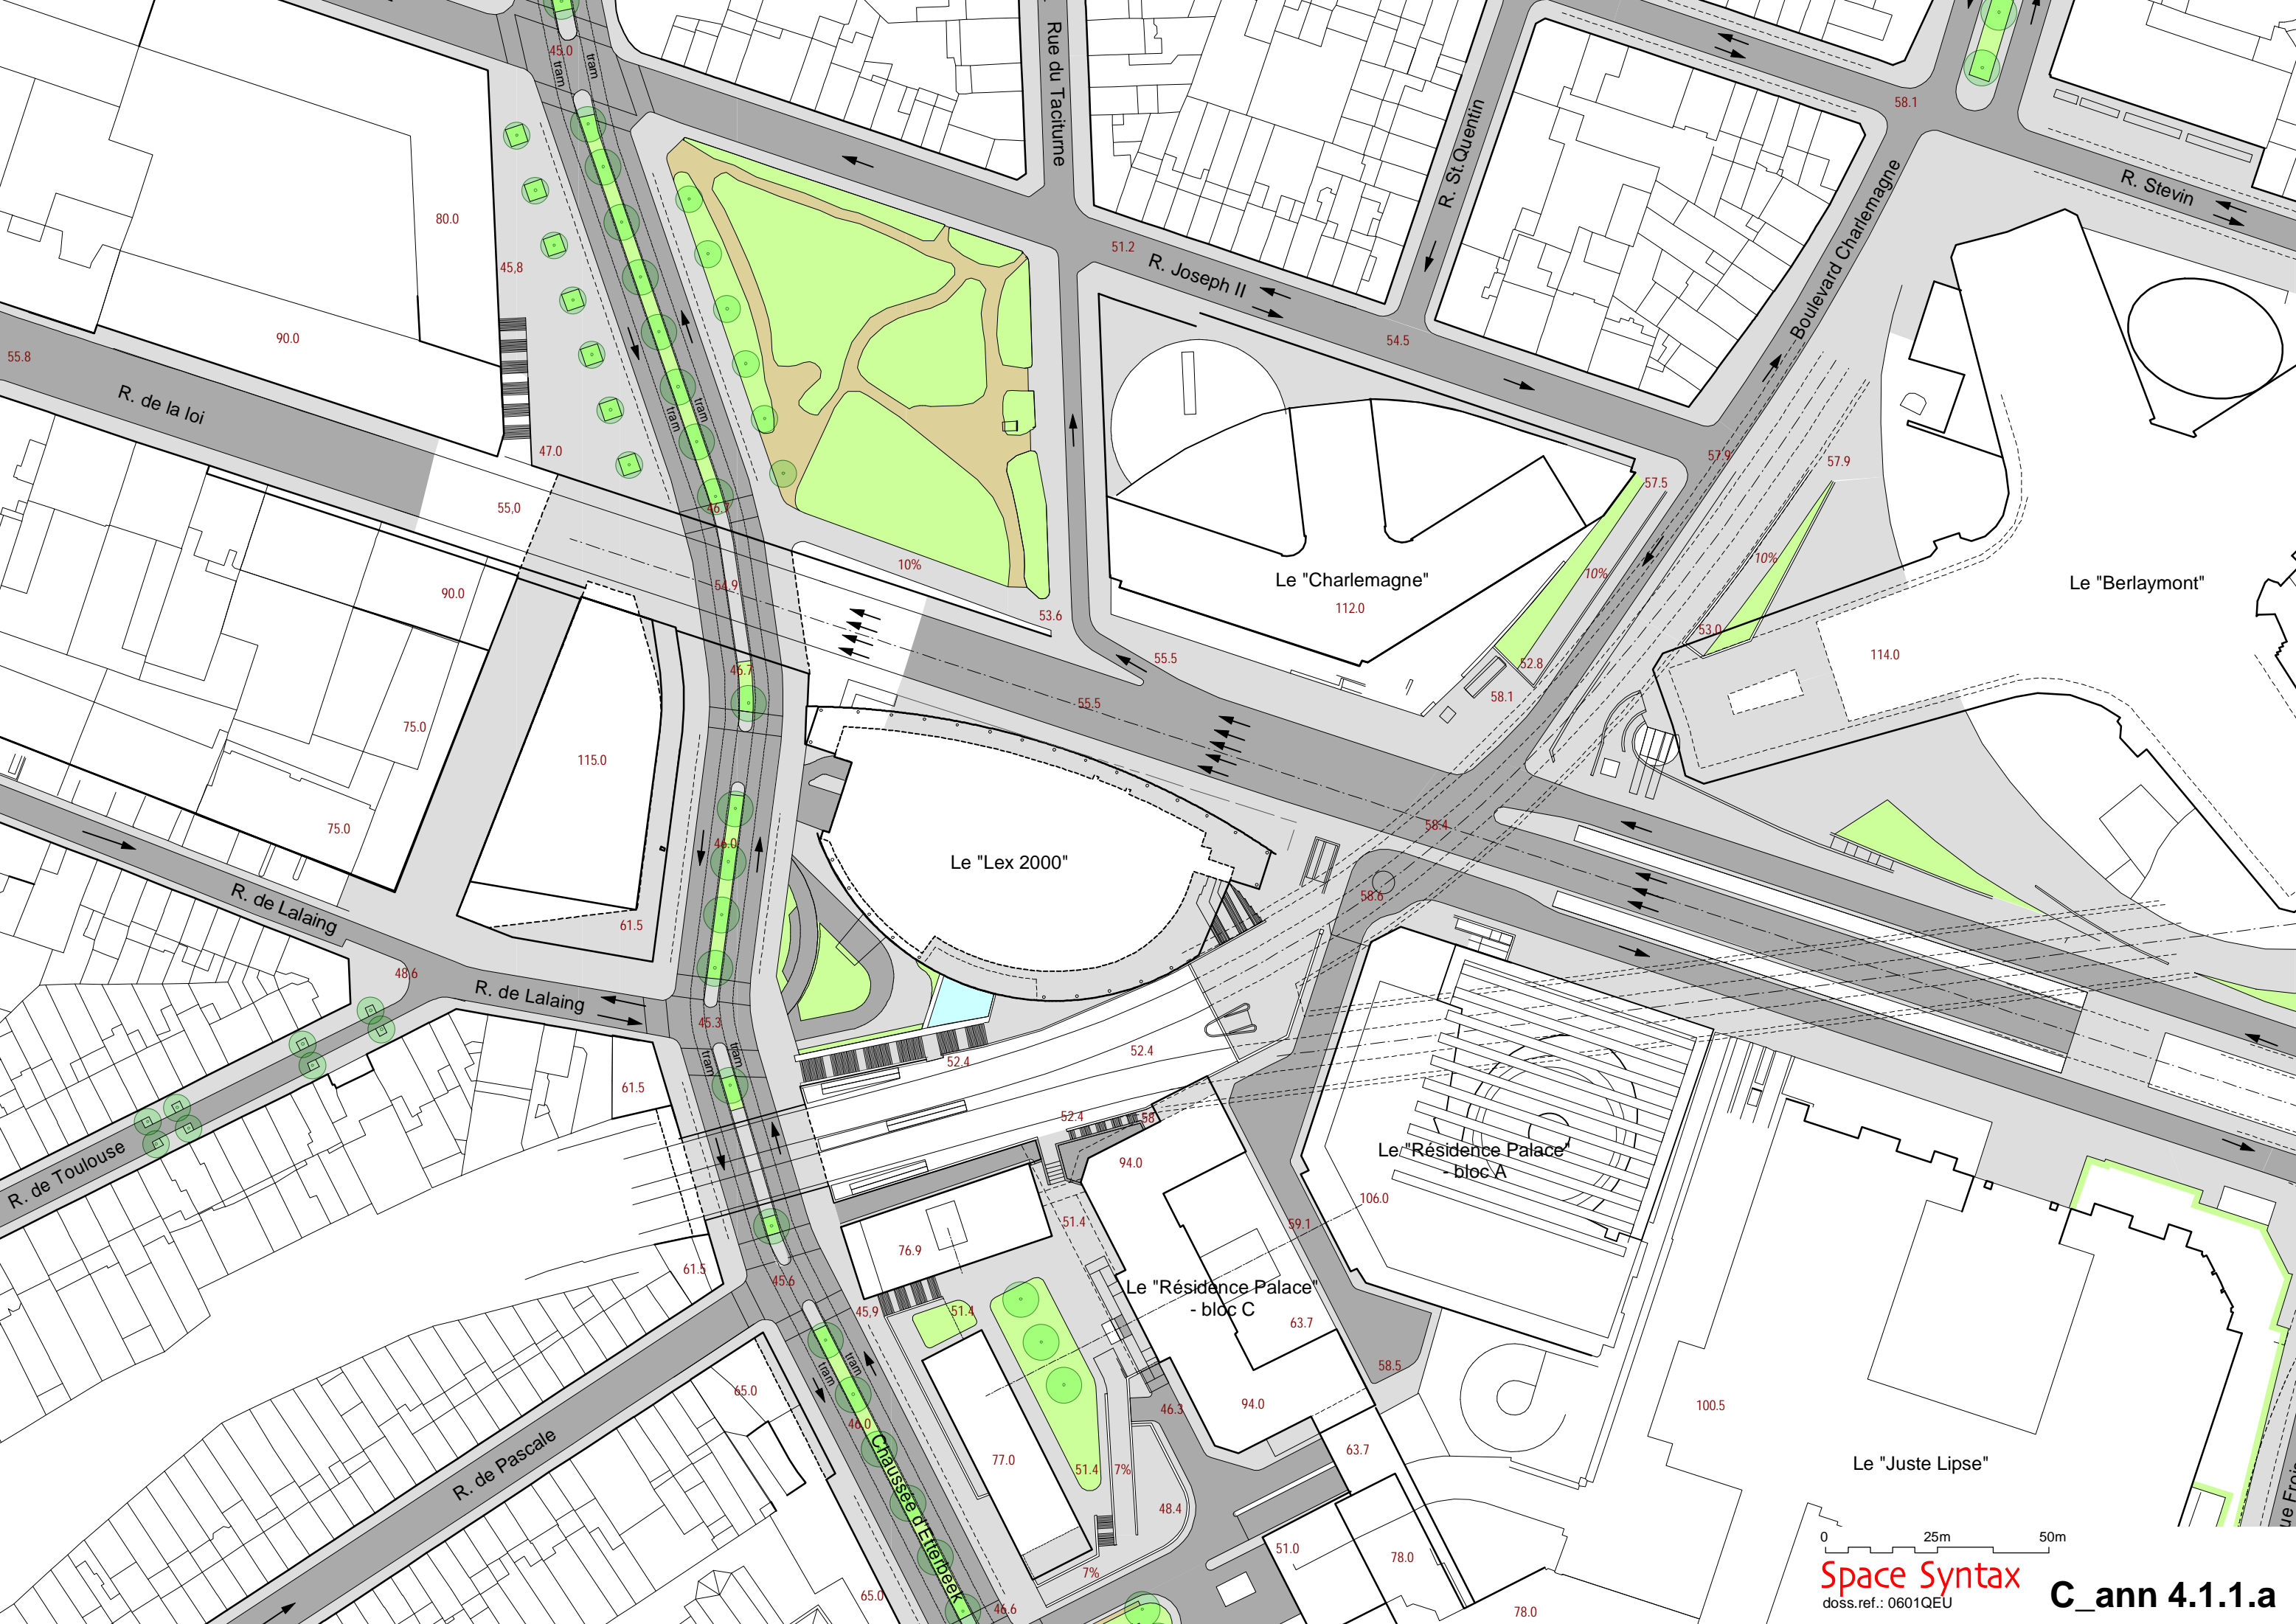 45.0
tram
tram
Rue du Taciturne
R. St.Quentin
58.1
Boulevard Charlemagne
R. Stevin
80.0
45,8
51.2
R. Joseph II
54.5
90.0
55.8
R. de la loi
47.0
57.9
57.9
57.5
tram
tram
55,0
46.7
10%
10%
10%
Le "Charlemagne"
112.0
Le "Berlaymont"
54.9
90.0
53.6
53.0
114.0
55.5
52.8
46.7
58.1
55.5
75.0
115.0
75.0
46.0
58.4
Le "Lex 2000"
58.6
R. de Lalaing
61.5
48.6
R. de Lalaing
45.3
tram
tram
52.4
52.4
61.5
52.4
58
94.0
Le "Résidence Palace"
- bloc A
R. de Toulouse
106.0
51.4
59.1
76.9
61.5
45.6
Le "Résidence Palace"
- bloc C
45,9
51.4
63.7
tram
tram
58.5
65.0
46.0
46.3
94.0
100.5
R. de Pascale
Chaussée d'Etterbeek
63.7
77.0
51.4
7%
Le "Juste Lipse"
48.4
51.0
78.0
7%
65.0
46.6
78.0
0 25m 50m
Space Syntax
doss.ref.: 0601QEU
C_ann 4.1.1.a